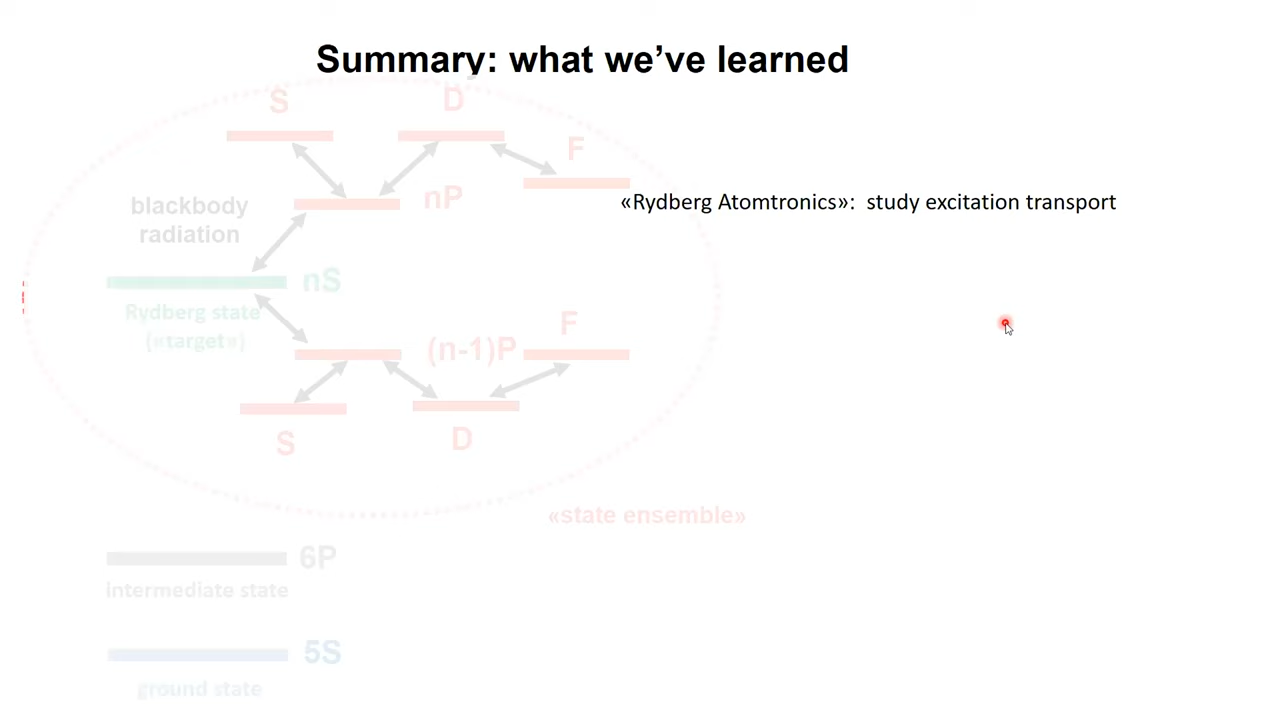 Summary: what we've learned
S
D
F
nP
blackbody
radiation
«Rydberg Atomtronics»: study excitation transport
nS
Rydberg state
(«target»)
F
(n-1)P
S
D
«state ensemble»
6P
intermediate state
5S
ground state